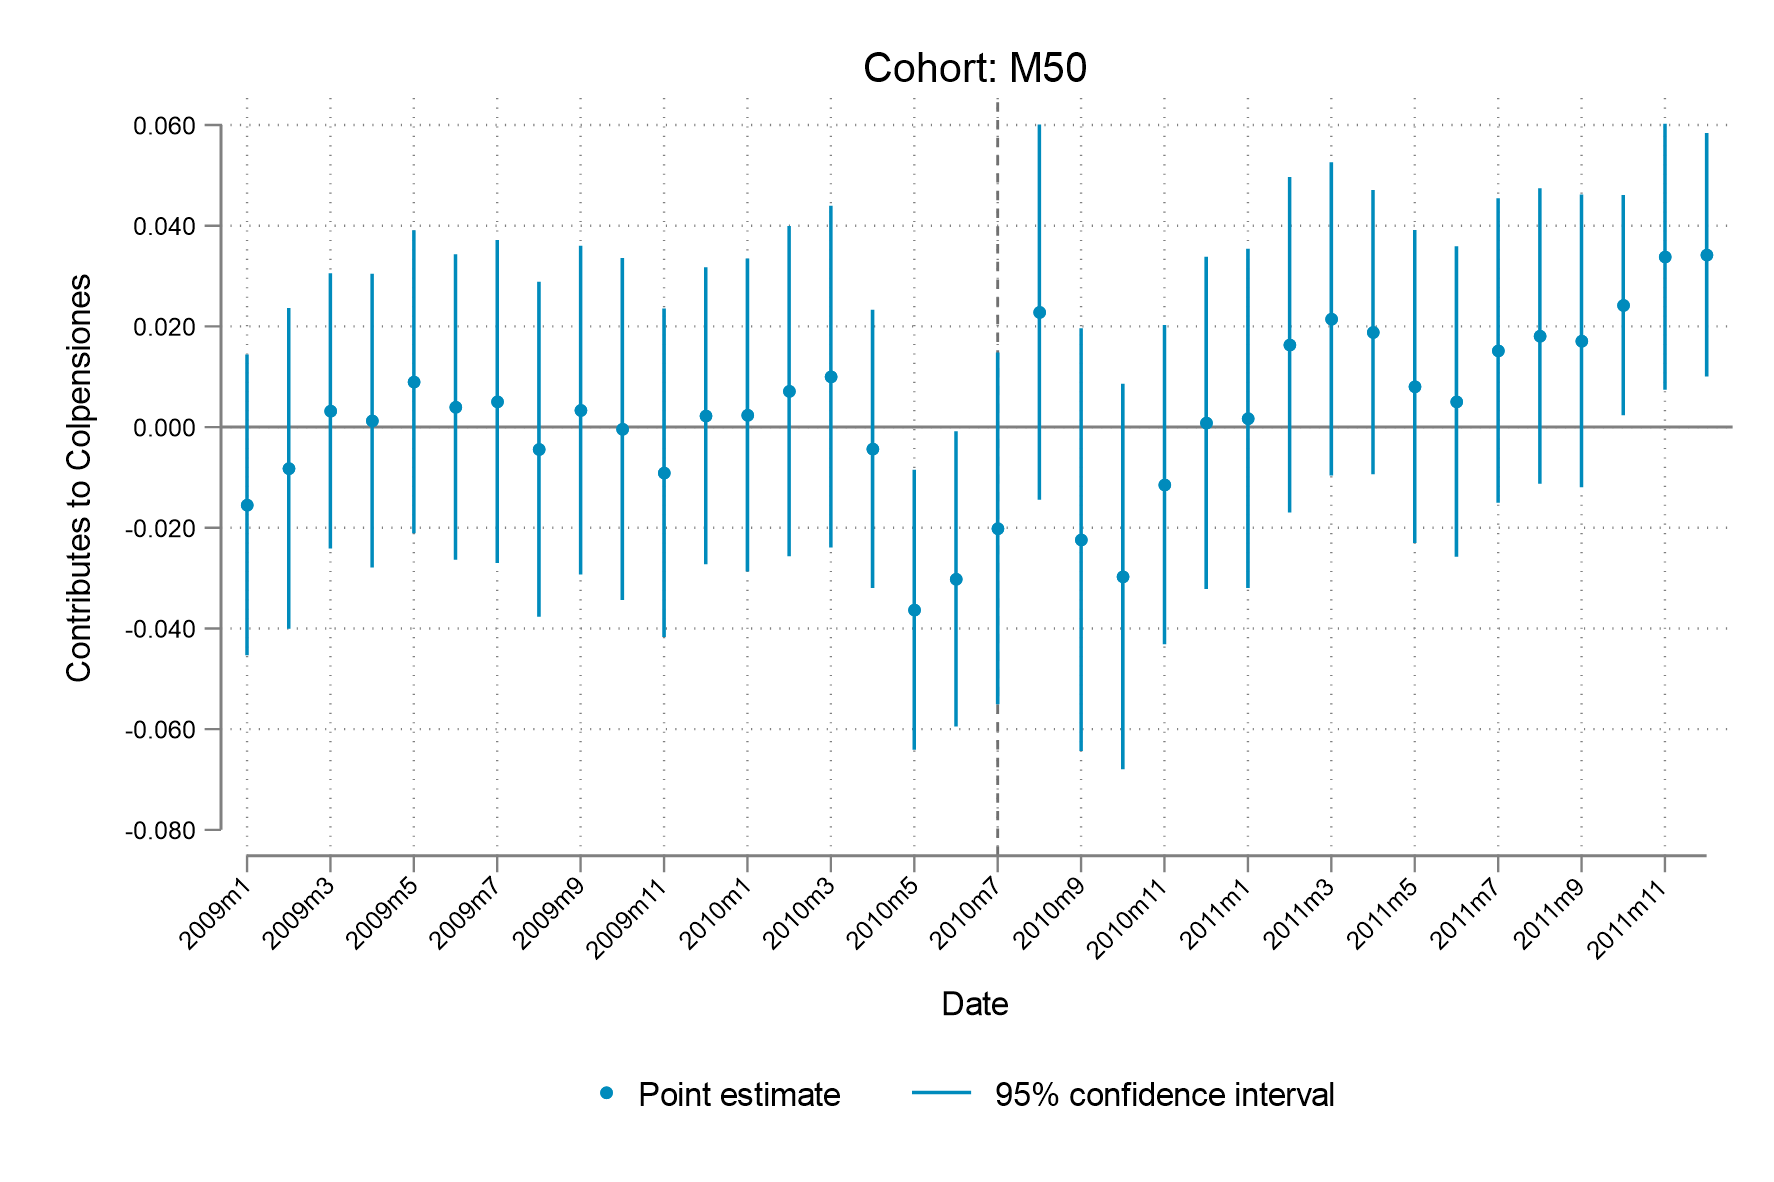 Cohort: M50
Contributes to Colpensiones
0.060
0.040
0.020
0.000
-0.020
-0.040
-0.060
-0.080
2009m1
2009m3
2009m5
2009m7
2009m9
2009m11
2010m1
2010m3
2010m5
2010m7
2010m9
2010m11
2011m1
2011m3
2011m5
2011m7
2011m9
2011m11
Date
Point estimate
95% confidence interval